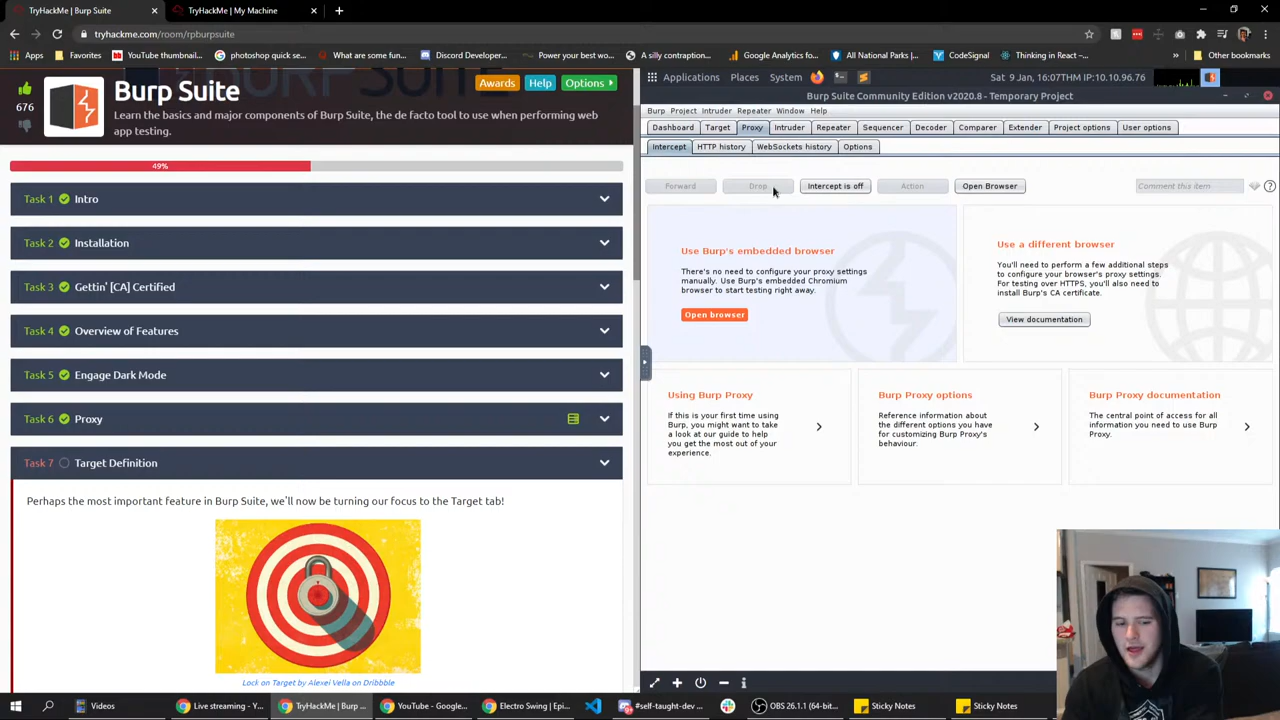 TryHackMe | Burp Suite
TryHackMe | My Machine
tryhackme.com/room/rpburpsuite
Apps
Favorites
YouTube thumbnail...
photoshop quick se...
What are some fun...
Discord Developer...
Power your best wo...
A silly contraption...
Google Analytics fo...
All National Parks |...
CodeSignal
Thinking in React –...
Other bookmarks
676
Burp Suite
Awards
Help
Options
Learn the basics and major components of Burp Suite, the de facto tool to use when performing web
app testing.
49%
Task 1 Intro
Task 2 Installation
Task 3 Gettin' [CA] Certified
Task 4 Overview of Features
Task 5 Engage Dark Mode
Task 6 Proxy
Task 7 Target Definition
Perhaps the most important feature in Burp Suite, we'll now be turning our focus to the Target tab!
Lock on Target by Alexei Vella on Dribbble
Applications Places System
Sat 9 Jan, 16:07 THM IP:10.10.96.76
Burp Suite Community Edition v2020.8 - Temporary Project
Burp Project Intruder Repeater Window Help
Dashboard Target Proxy Intruder Repeater Sequencer Decoder Comparer Extender Project options User options
Intercept HTTP history WebSockets history Options
Forward Drop Intercept is off Action Open Browser Comment this item
Use Burp's embedded browser
There's no need to configure your proxy settings
manually. Use Burp's embedded Chromium
browser to start testing right away.
Open browser
Use a different browser
You'll need to perform a few additional steps
to configure your browser's proxy settings.
For testing over HTTPS, you'll also need to
install Burp's CA certificate.
View documentation
Using Burp Proxy
If this is your first time using
Burp, you might want to take
a look at our guide to help
you get the most out of your
experience.
Burp Proxy options
Reference information about
the different options you have
for customizing Burp Proxy's
behaviour.
Burp Proxy documentation
The central point of access for all
information you need to use Burp
Proxy.
Videos
Live streaming - Y...
TryHackMe | Burp ...
YouTube - Google...
Electro Swing | Epi...
#self-taught-dev ...
OBS 26.1.1 (64-bit...
Sticky Notes
Sticky Notes